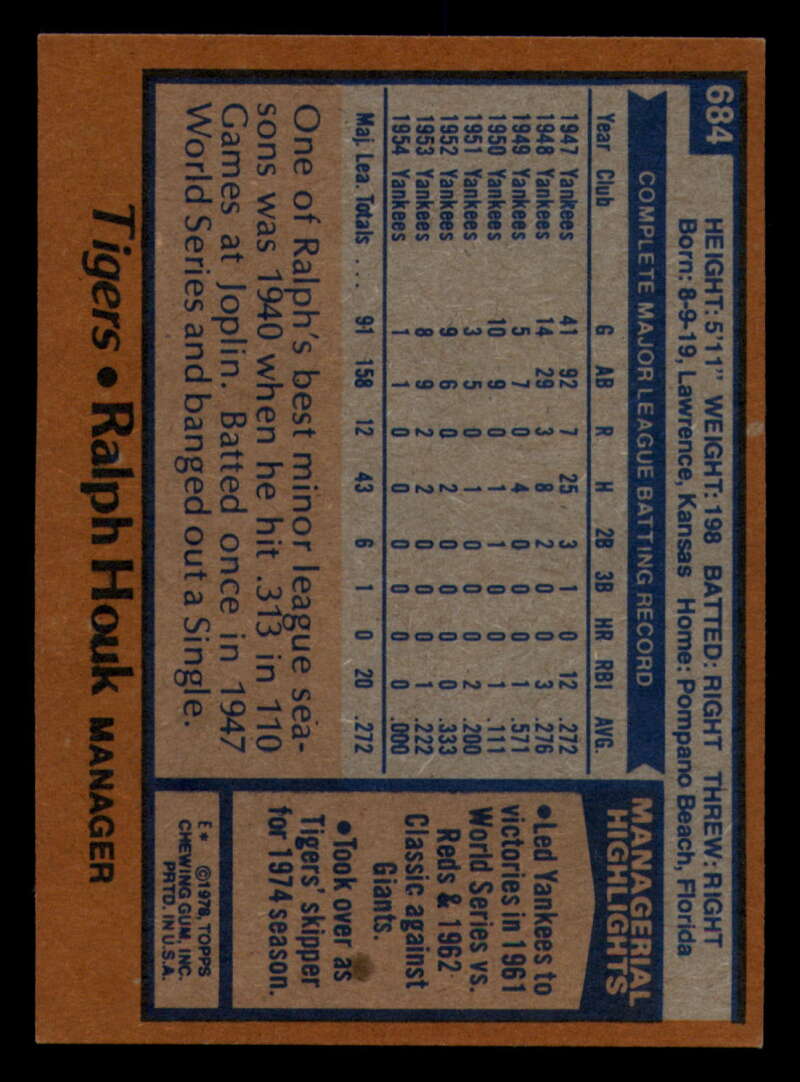 684
HEIGHT: 5'11" WEIGHT: 198 BATTED: RIGHT THREW: RIGHT
Born: 8-9-19, Lawrence, Kansas Home: Pompano Beach, Florida
COMPLETE MAJOR LEAGUE BATTING RECORD
Year Club G AB R H 2B 3B HR RBI AVG.
1947 Yankees 41 92 7 25 3 1 0 12 .272
1948 Yankees 14 29 3 8 2 0 0 3 .276
1949 Yankees 5 7 0 4 0 0 0 1 .571
1950 Yankees 10 9 0 1 1 0 0 1 .111
1951 Yankees 3 5 0 1 0 0 0 2 .200
1952 Yankees 9 6 0 2 0 0 0 0 .333
1953 Yankees 8 9 2 2 0 0 0 1 .222
1954 Yankees 1 1 0 0 0 0 0 0 .000
Maj. Lea. Totals ... 91 158 12 43 6 1 0 20 .272
One of Ralph's best minor league sea-
sons was 1940 when he hit .313 in 110
Games at Joplin. Batted once in 1947
World Series and banged out a Single.
MANAGERIAL
HIGHLIGHTS
•Led Yankees to
victories in 1961
World Series vs.
Reds & 1962
Classic against
Giants.
•Took over as
Tigers' skipper
for 1974 season.
E* ©1978, TOPPS
CHEWING GUM, INC.
PRTD. IN U.S.A.
Tigers • Ralph Houk MANAGER